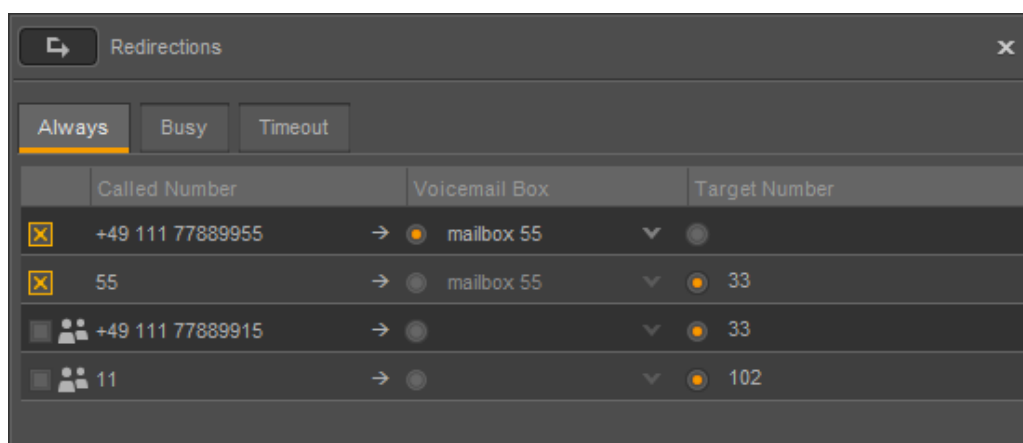 Redirections
Always Busy Timeout
Called Number Voicemail Box Target Number
+49 111 77889955 → mailbox 55
55 → mailbox 55 33
+49 111 77889915 → 33
11 → 102